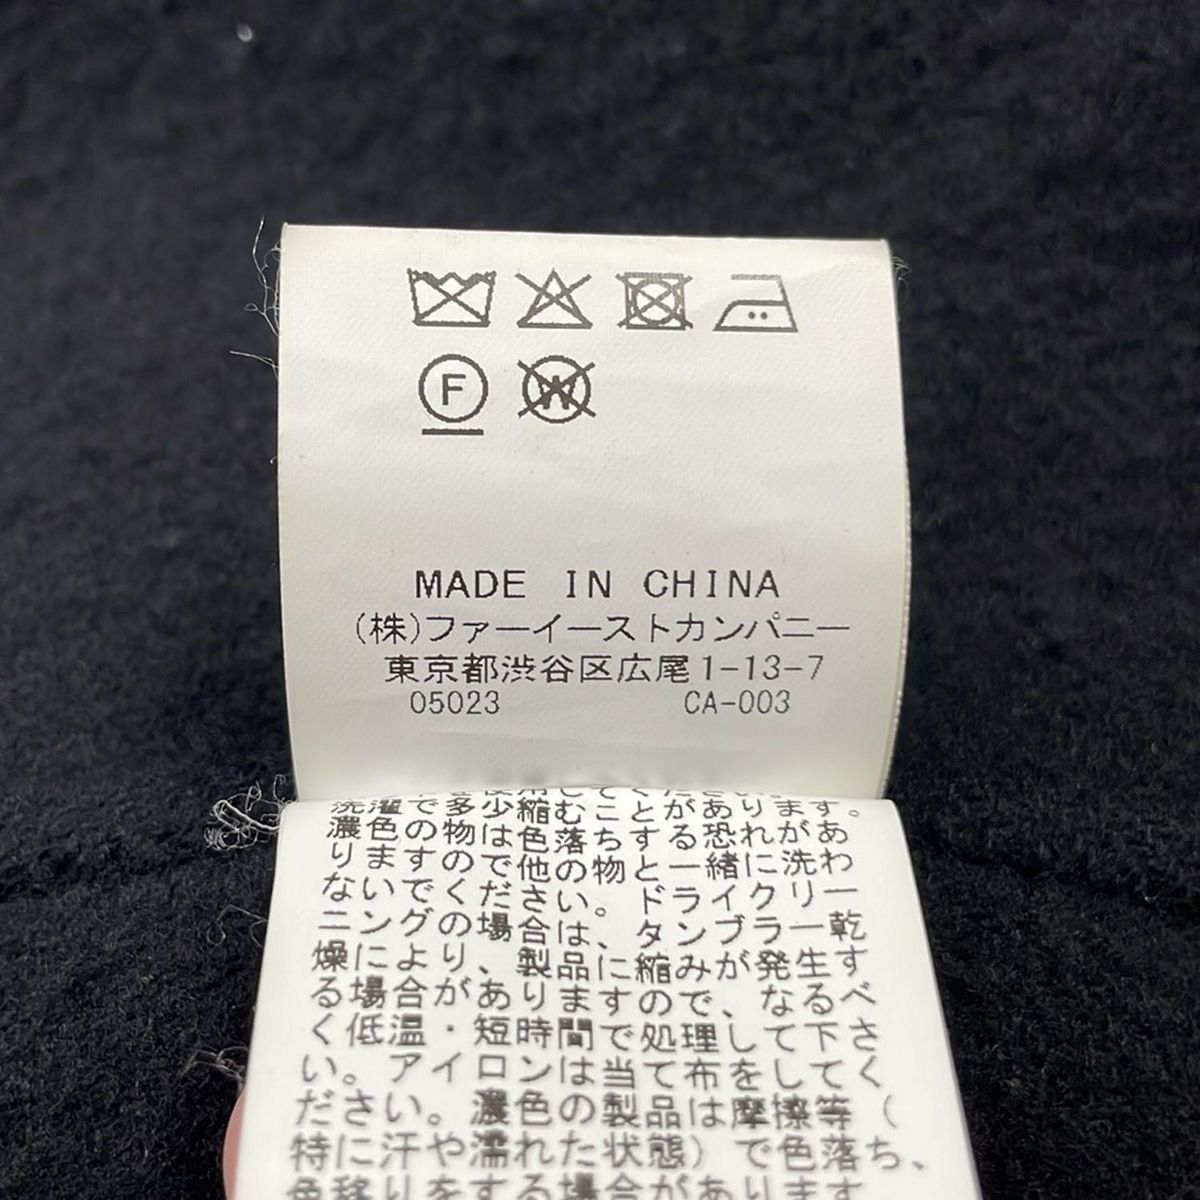 F
W
MADE IN CHINA
(株)ファーイーストカンパニー
東京都渋谷区広尾1-13-7
05023 CA-003
濃色の物は色落ちする恐れがあ
りますので他の物と一緒に洗わ
ないでください。ドライクリー
ニングの場合は、タンブラー乾
燥により、製品に縮みが発生す
る場合がありますので、なるべ
く低温・短時間で処理して下さ
い。アイロンは当て布をしてく
ださい。濃色の製品は摩擦等(
特に汗や濡れた状態)で色落ち、
色移りをする場合があります